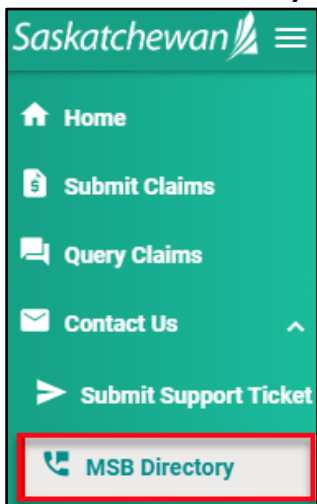 Saskatchewan
Home
Submit Claims
Query Claims
Contact Us
Submit Support Ticket
MSB Directory